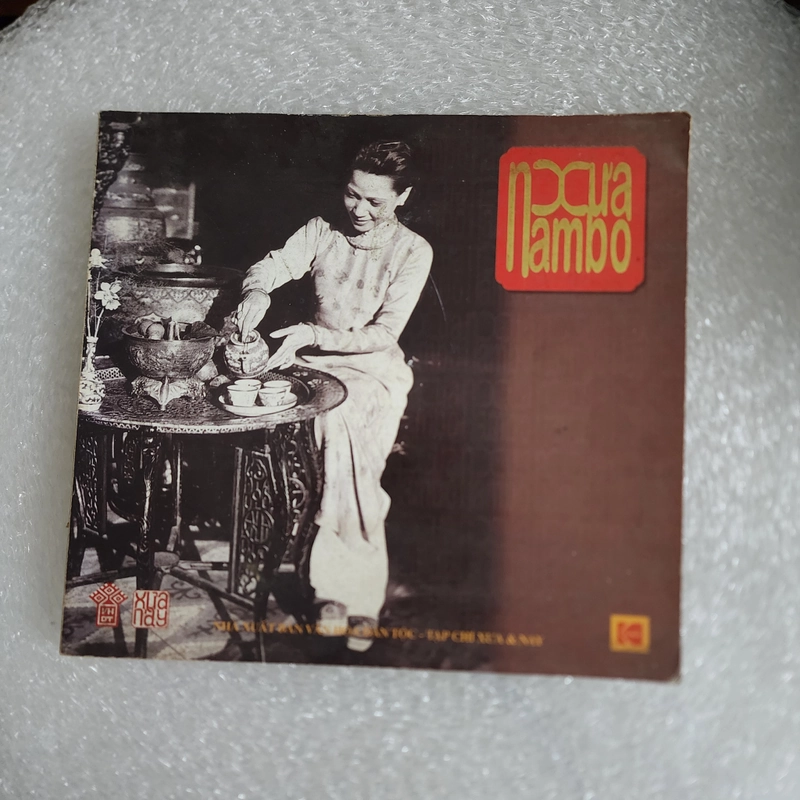 Xưa
Nambo
XƯA
NAY
NHÀ XUẤT BẢN VĂN HÓA DÂN TỘC - TẠP CHÍ XƯA & NAY